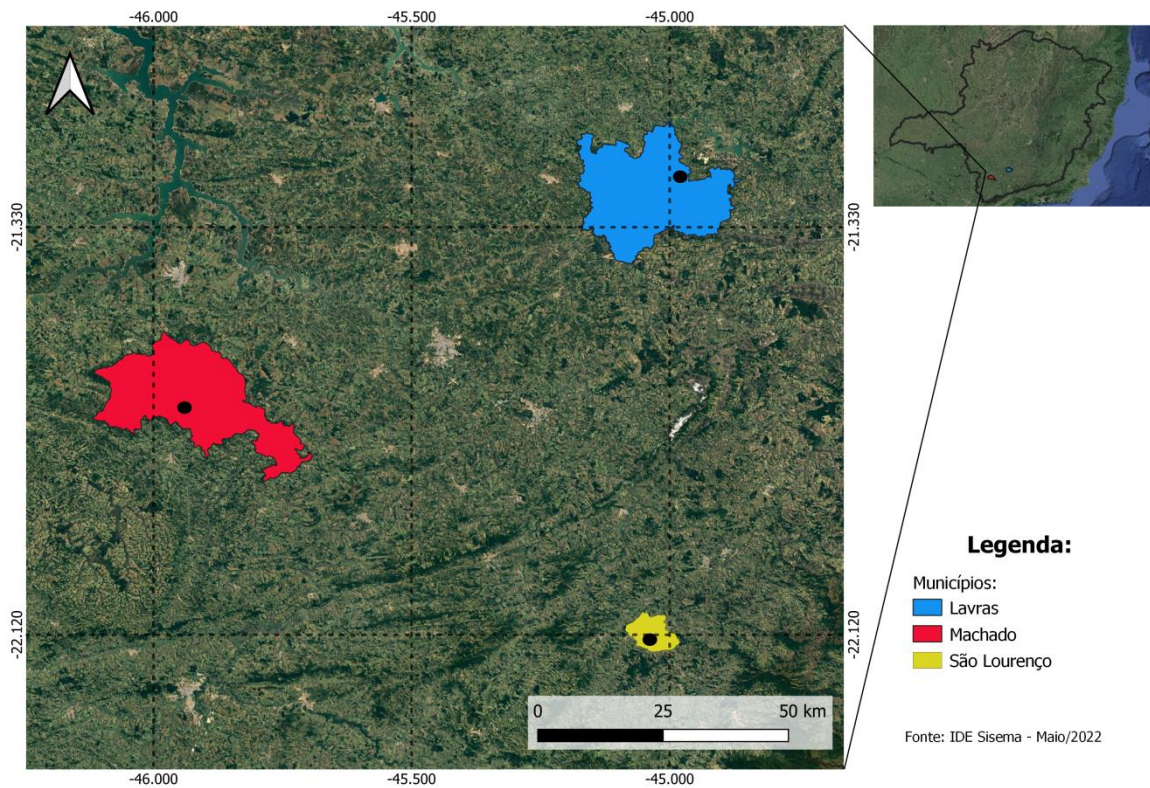 -46.000
-45.500
-45.000
-21.330
-21.330
-22.120
-22.120
0
25
50 km
-46.000
-45.500
-45.000
Legenda:
Municípios:
Lavras
Machado
São Lourenço
Fonte: IDE Sisema - Maio/2022